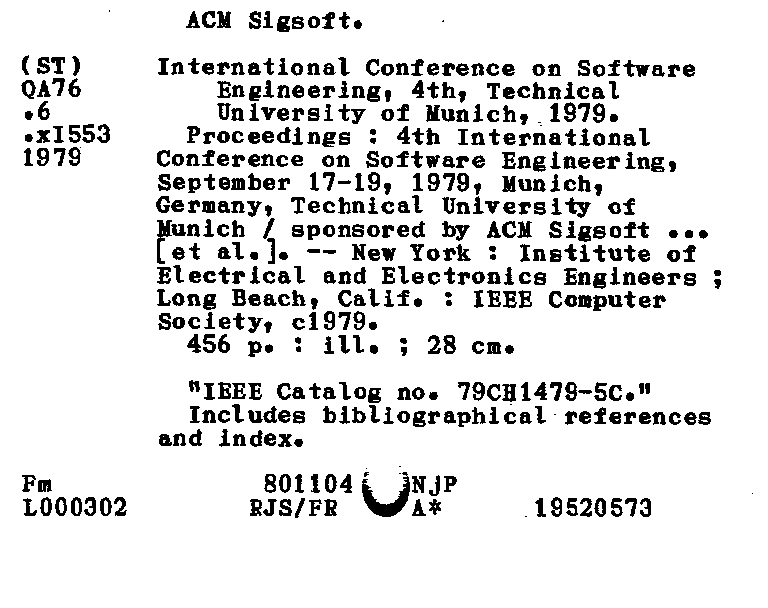 ACM Sigsoft.
(ST) International Conference on Software
QA76 Engineering, 4th, Technical
.6 University of Munich, 1979.
.xI553 Proceedings : 4th International
1979 Conference on Software Engineering,
September 17-19, 1979, Munich,
Germany, Technical University of
Munich / sponsored by ACM Sigsoft ...
[et al.]. -- New York : Institute of
Electrical and Electronics Engineers ;
Long Beach, Calif. : IEEE Computer
Society, c1979.
456 p. : ill. ; 28 cm.
"IEEE Catalog no. 79CH1479-5C."
Includes bibliographical references
and index.
Fm 801104 NJP
L000302 RJS/FR A* 19520573